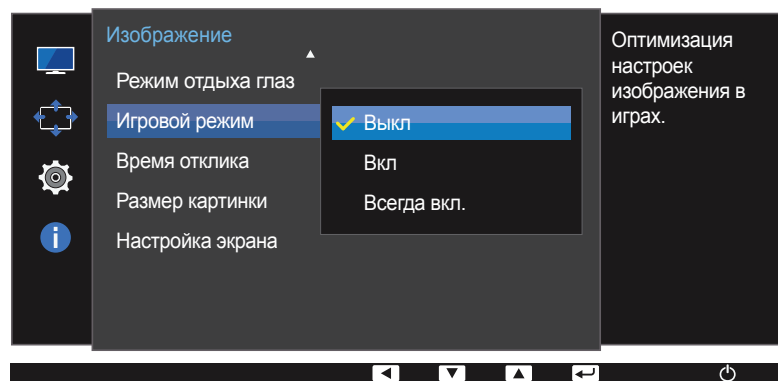 Изображение
Режим отдыха глаз
Игровой режим
Время отклика
Размер картинки
Настройка экрана
Выкл
Вкл
Всегда вкл.
Оптимизация
настроек
изображения в
играх.